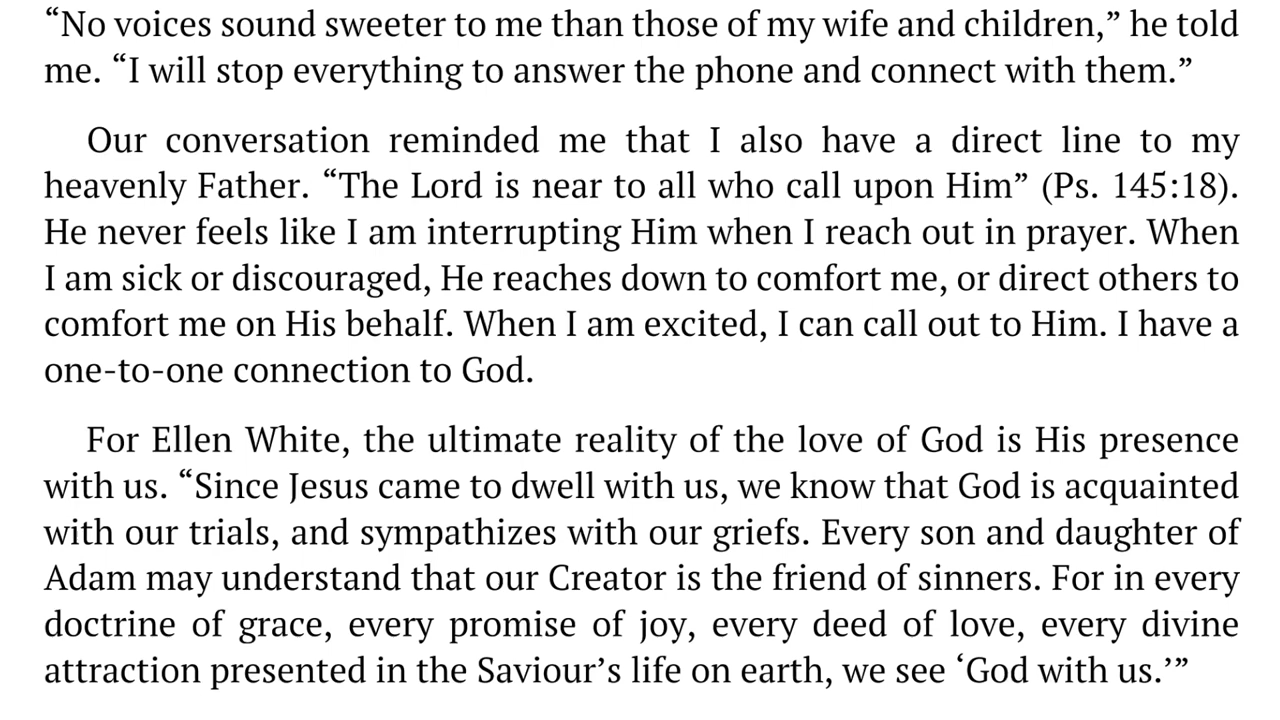 “No voices sound sweeter to me than those of my wife and children,” he told
me. “I will stop everything to answer the phone and connect with them.”
Our conversation reminded me that I also have a direct line to my
heavenly Father. “The Lord is near to all who call upon Him” (Ps. 145:18).
He never feels like I am interrupting Him when I reach out in prayer. When
I am sick or discouraged, He reaches down to comfort me, or direct others to
comfort me on His behalf. When I am excited, I can call out to Him. I have a
one-to-one connection to God.
For Ellen White, the ultimate reality of the love of God is His presence
with us. “Since Jesus came to dwell with us, we know that God is acquainted
with our trials, and sympathizes with our griefs. Every son and daughter of
Adam may understand that our Creator is the friend of sinners. For in every
doctrine of grace, every promise of joy, every deed of love, every divine
attraction presented in the Saviour’s life on earth, we see ‘God with us.’”